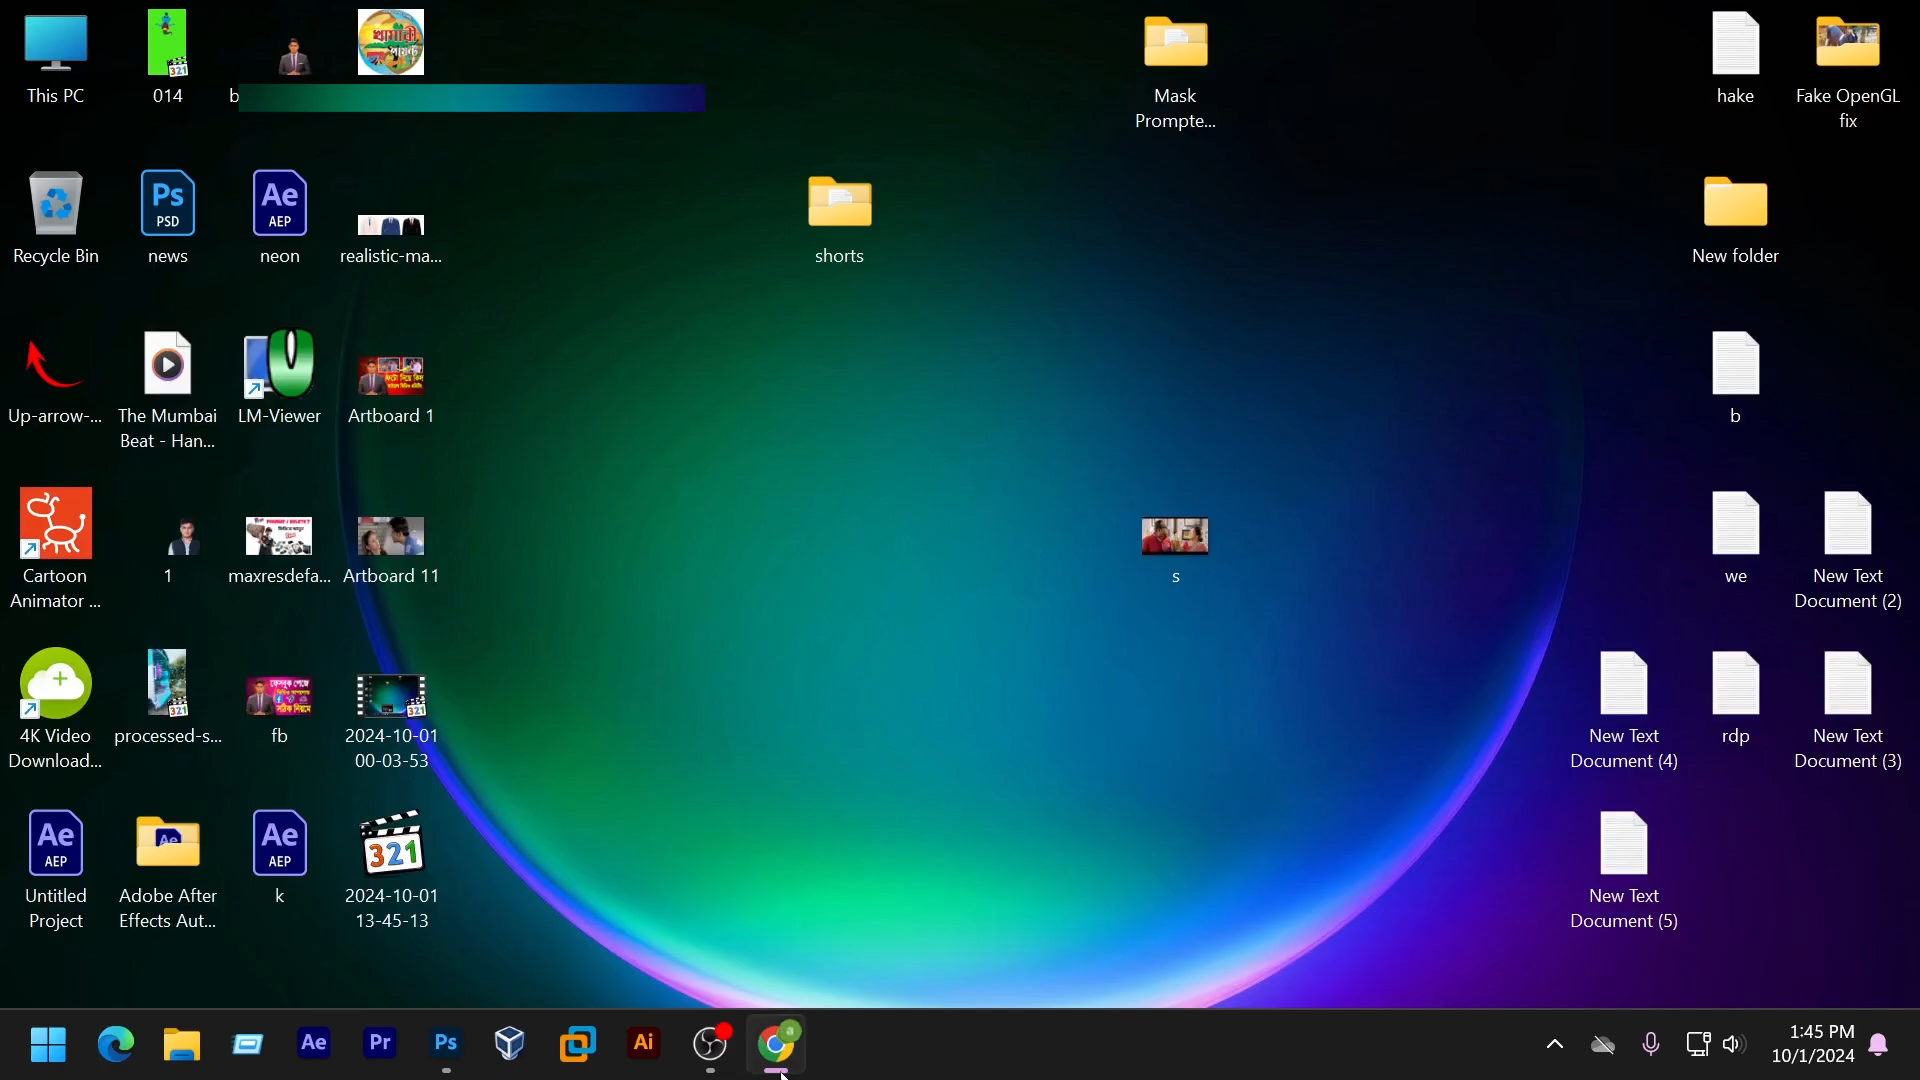 This PC
014
b
খামারী
পয়েন্ট
Mask
Prompte...
hake
Fake OpenGL
fix
Recycle Bin
Ps
PSD
news
Ae
AEP
neon
realistic-ma...
shorts
New folder
Up-arrow-...
The Mumbai
Beat - Han...
LM-Viewer
Artboard 1
b
Cartoon
Animator ...
1
maxresdefa...
Artboard 11
s
we
New Text
Document (2)
4K Video
Download...
processed-s...
fb
2024-10-01
00-03-53
New Text
Document (4)
rdp
New Text
Document (3)
Ae
AEP
Untitled
Project
Ae
Adobe After
Effects Aut...
Ae
AEP
k
321
2024-10-01
13-45-13
New Text
Document (5)
Ae
Pr
Ps
Ai
a
1:45 PM
10/1/2024